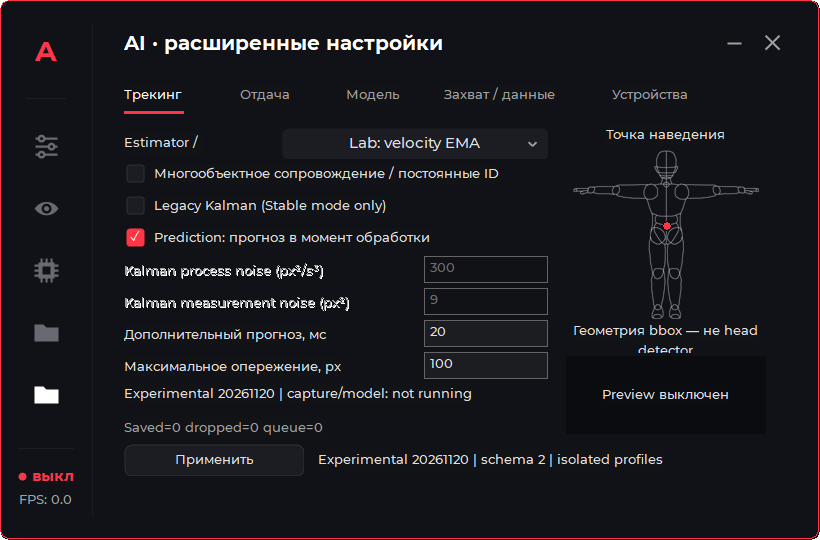 A
AI · расширенные настройки
Трекинг
Отдача
Модель
Захват / данные
Устройства
Estimator /
Lab: velocity EMA
Точка наведения
Многообъектное сопровождение / постоянные ID
Legacy Kalman (Stable mode only)
Prediction: прогноз в момент обработки
Kalman process noise (px²/s³)
300
Kalman measurement noise (px²)
9
Дополнительный прогноз, мс
20
Максимальное опережение, px
100
Геометрия bbox — не head
detector
Experimental 20261120 | capture/model: not running
Preview выключен
Saved=0 dropped=0 queue=0
Применить
Experimental 20261120 | schema 2 | isolated profiles
ВЫКЛ
FPS: 0.0